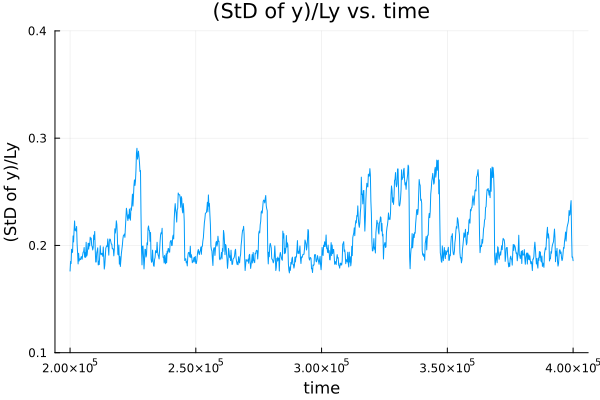 (StD of y)/Ly vs. time
0.4
0.3
(StD of y)/Ly
0.2
0.1
2.00×10⁵ 2.50×10⁵ 3.00×10⁵ 3.50×10⁵ 4.00×10⁵
time